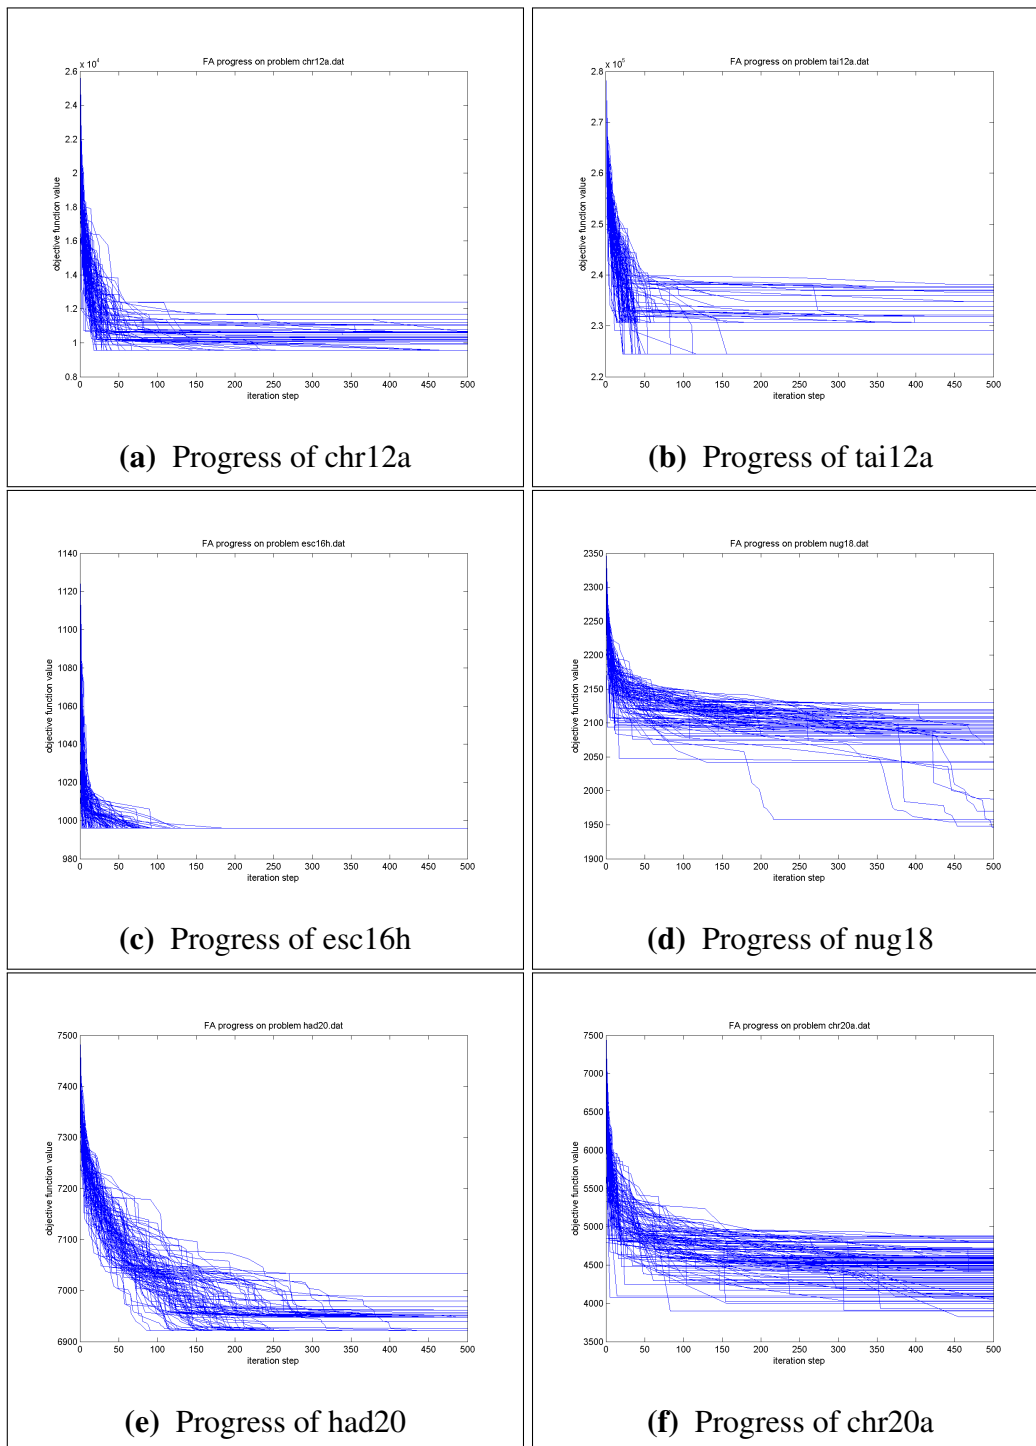 FA progress on problem chr12a.dat
x 10^4
2.6
2.4
2.2
2
1.8
1.6
1.4
1.2
1
0.8
objective function value
0 50 100 150 200 250 300 350 400 450 500
iteration step
(a) Progress of chr12a
FA progress on problem tai12a.dat
x 10^5
2.8
2.7
2.6
2.5
2.4
2.3
2.2
objective function value
0 50 100 150 200 250 300 350 400 450 500
iteration step
(b) Progress of tai12a
FA progress on problem esc16h.dat
1140
1120
1100
1080
1060
1040
1020
1000
980
objective function value
0 50 100 150 200 250 300 350 400 450 500
iteration step
(c) Progress of esc16h
FA progress on problem nug18.dat
2350
2300
2250
2200
2150
2100
2050
2000
1950
1900
objective function value
0 50 100 150 200 250 300 350 400 450 500
iteration step
(d) Progress of nug18
FA progress on problem had20.dat
7500
7400
7300
7200
7100
7000
6900
objective function value
0 50 100 150 200 250 300 350 400 450 500
iteration step
(e) Progress of had20
FA progress on problem chr20a.dat
7500
7000
6500
6000
5500
5000
4500
4000
3500
objective function value
0 50 100 150 200 250 300 350 400 450 500
iteration step
(f) Progress of chr20a